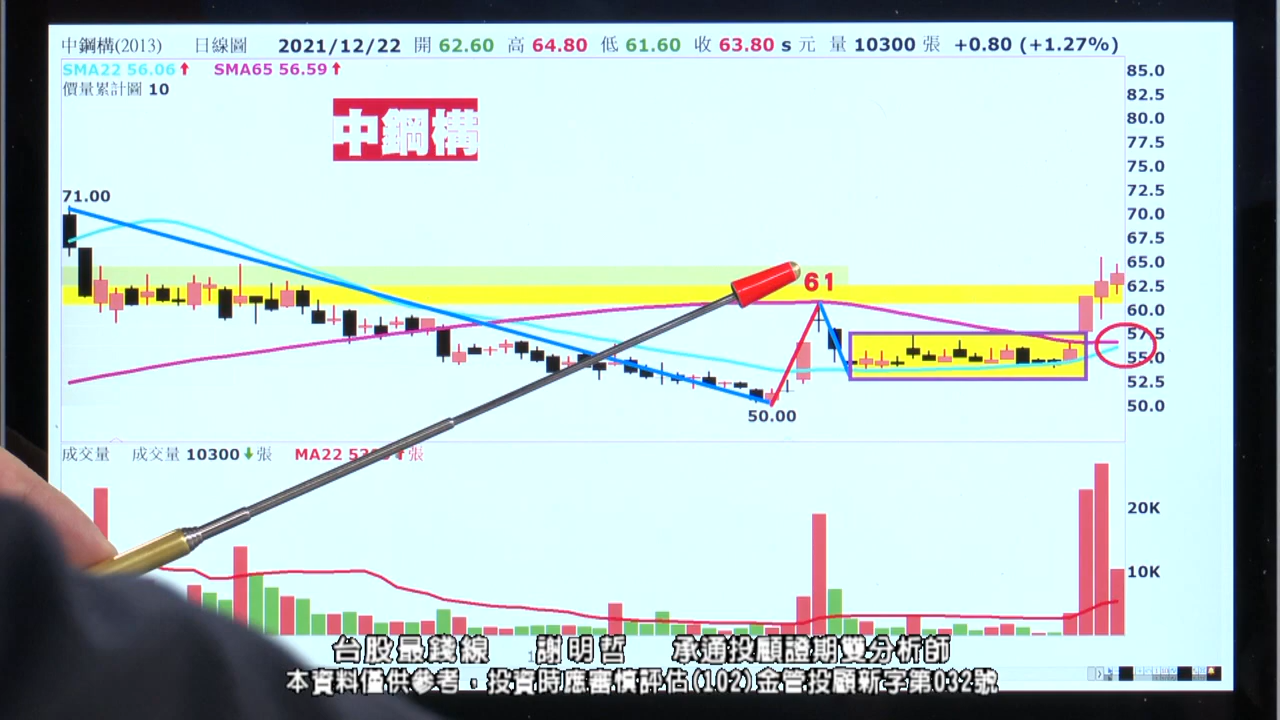 中鋼構(2013) 日線圖 2021/12/22 開 62.60 高 64.80 低 61.60 收 63.80 s 元 量 10300 張 +0.80 (+1.27%)
SMA22 56.06 SMA65 56.59
價量累計圖 10
中鋼構
85.0
82.5
80.0
77.5
75.0
72.5
70.0
67.5
65.0
62.5
60.0
57.5
55.0
52.5
50.0
71.00
61
50.00
成交量 成交量 10300 張 MA22 張
20K
10K
台股最錢線 謝明哲 承通投顧證期雙分析師
本資料僅供參考，投資時應審慎評估(102)金管投顧新字第032號